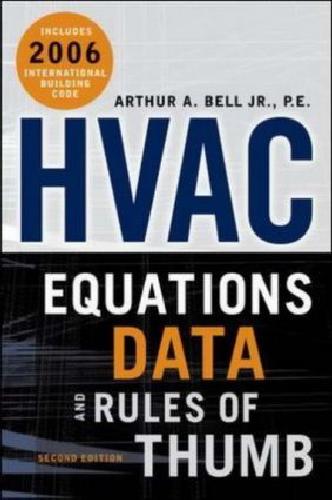 INCLUDES
2006
INTERNATIONAL
BUILDING
CODE
ARTHUR A. BELL JR., P.E.
HVAC
EQUATIONS
DATA
AND RULES OF
THUMB
SECOND EDITION